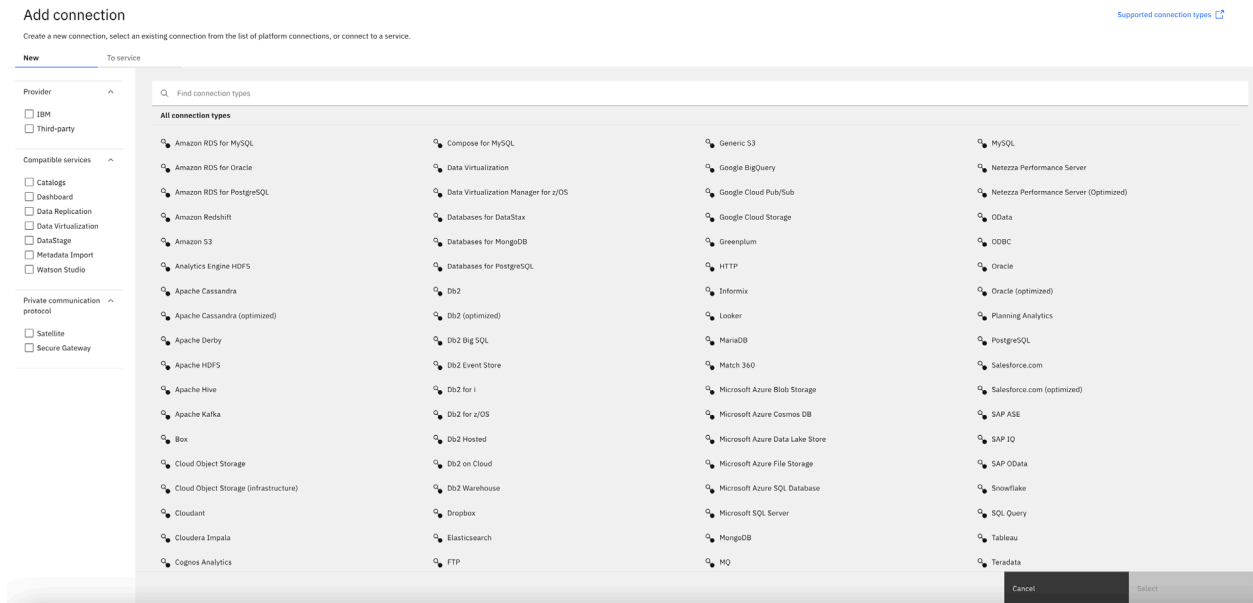 Add connection
Supported connection types
Create a new connection, select an existing connection from the list of platform connections, or connect to a service.
New
To service
Provider
IBM
Third-party
Compatible services
Catalogs
Dashboard
Data Replication
Data Virtualization
DataStage
Metadata Import
Watson Studio
Private communication
protocol
Satellite
Secure Gateway
Find connection types
All connection types
Amazon RDS for MySQL
Amazon RDS for Oracle
Amazon RDS for PostgreSQL
Amazon Redshift
Amazon S3
Analytics Engine HDFS
Apache Cassandra
Apache Cassandra (optimized)
Apache Derby
Apache HDFS
Apache Hive
Apache Kafka
Box
Cloud Object Storage
Cloud Object Storage (infrastructure)
Cloudant
Cloudera Impala
Cognos Analytics
Compose for MySQL
Data Virtualization
Data Virtualization Manager for z/OS
Databases for DataStax
Databases for MongoDB
Databases for PostgreSQL
Db2
Db2 (optimized)
Db2 Big SQL
Db2 Event Store
Db2 for i
Db2 for z/OS
Db2 Hosted
Db2 on Cloud
Db2 Warehouse
Dropbox
Elasticsearch
FTP
Generic S3
Google BigQuery
Google Cloud Pub/Sub
Google Cloud Storage
Greenplum
HTTP
Informix
Looker
MariaDB
Match 360
Microsoft Azure Blob Storage
Microsoft Azure Cosmos DB
Microsoft Azure Data Lake Store
Microsoft Azure File Storage
Microsoft Azure SQL Database
Microsoft SQL Server
MongoDB
MQ
MySQL
Netezza Performance Server
Netezza Performance Server (Optimized)
OData
ODBC
Oracle
Oracle (optimized)
Planning Analytics
PostgreSQL
Salesforce.com
Salesforce.com (optimized)
SAP ASE
SAP IQ
SAP OData
Snowflake
SQL Query
Tableau
Teradata
Cancel
Select